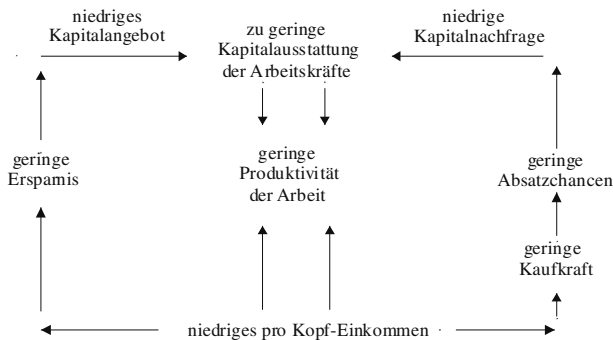 niedriges
Kapitalangebot
zu geringe
Kapitalausstattung
der Arbeitskräfte
niedrige
Kapitalnachfrage
geringe
Ersparnis
geringe
Produktivität
der Arbeit
geringe
Absatzchancen
geringe
Kaufkraft
niedriges pro Kopf-Einkommen